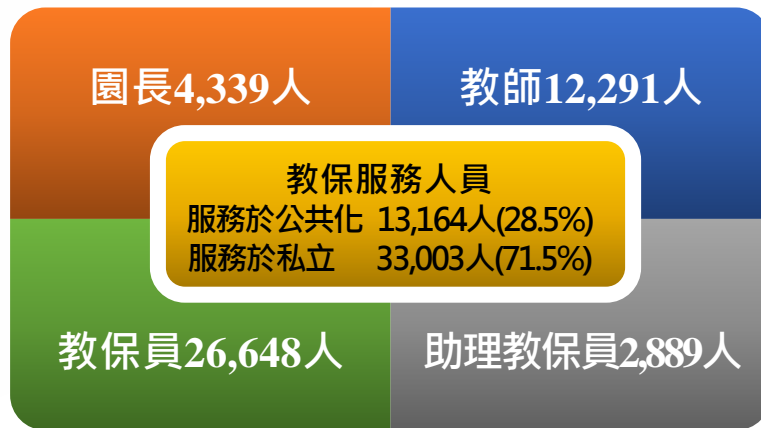 園長4,339人
教師12,291人
教保服務人員
服務於公共化 13,164人(28.5%)
服務於私立 33,003人(71.5%)
教保員26,648人
助理教保員2,889人